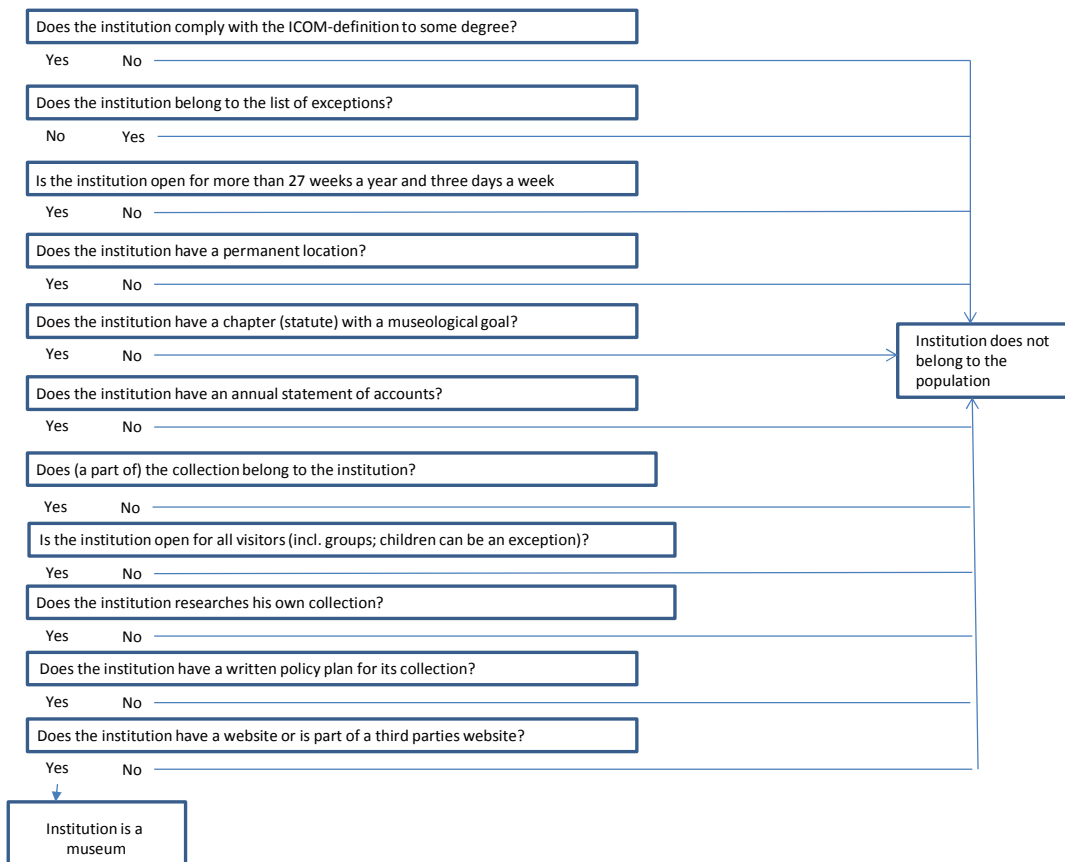 Does the institution comply with the ICOM-definition to some degree?
Yes No
Does the institution belong to the list of exceptions?
No Yes
Is the institution open for more than 27 weeks a year and three days a week
Yes No
Does the institution have a permanent location?
Yes No
Does the institution have a chapter (statute) with a museological goal?
Yes No
Institution does not
belong to the
population
Does the institution have an annual statement of accounts?
Yes No
Does (a part of) the collection belong to the institution?
Yes No
Is the institution open for all visitors (incl. groups; children can be an exception)?
Yes No
Does the institution researches his own collection?
Yes No
Does the institution have a written policy plan for its collection?
Yes No
Does the institution have a website or is part of a third parties website?
Yes No
Institution is a
museum